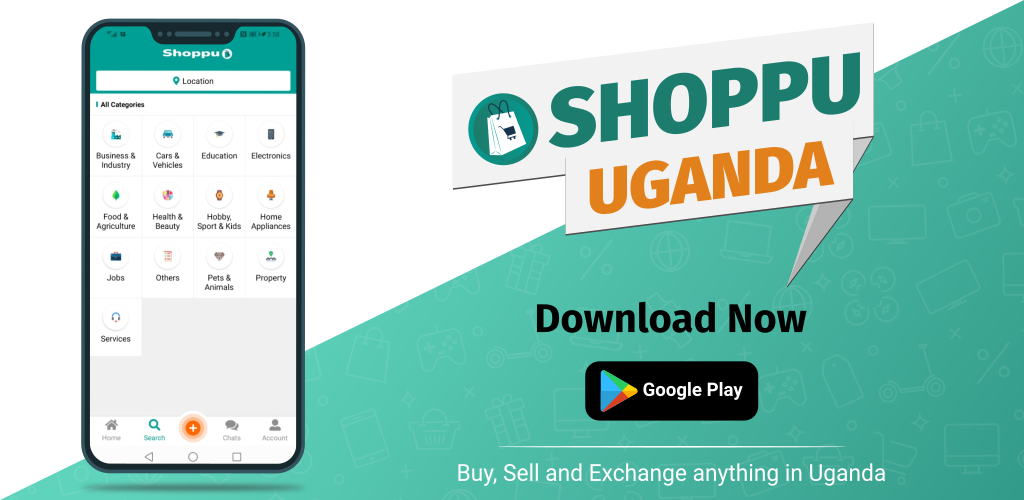 3:58
Shoppu
Location
All Categories
Business &
Industry
Cars &
Vehicles
Education
Electronics
Food &
Agriculture
Health &
Beauty
Hobby,
Sport & Kids
Home
Appliances
Jobs
Others
Pets &
Animals
Property
Services
Home
Search
Chats
Account
SHOPPU
UGANDA
Download Now
Google Play
Buy, Sell and Exchange anything in Uganda